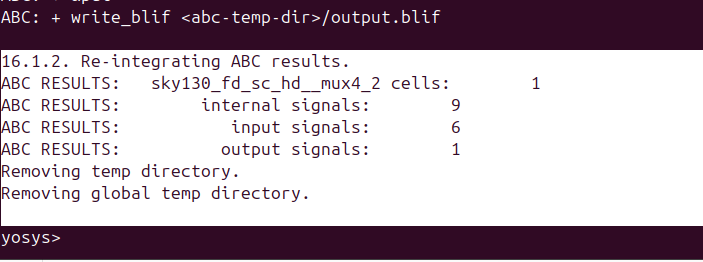 ABC: + write_blif <abc-temp-dir>/output.blif
16.1.2. Re-integrating ABC results.
ABC RESULTS:   sky130_fd_sc_hd__mux4_2 cells:        1
ABC RESULTS:        internal signals:        9
ABC RESULTS:           input signals:        6
ABC RESULTS:          output signals:        1
Removing temp directory.
Removing global temp directory.
yosys>